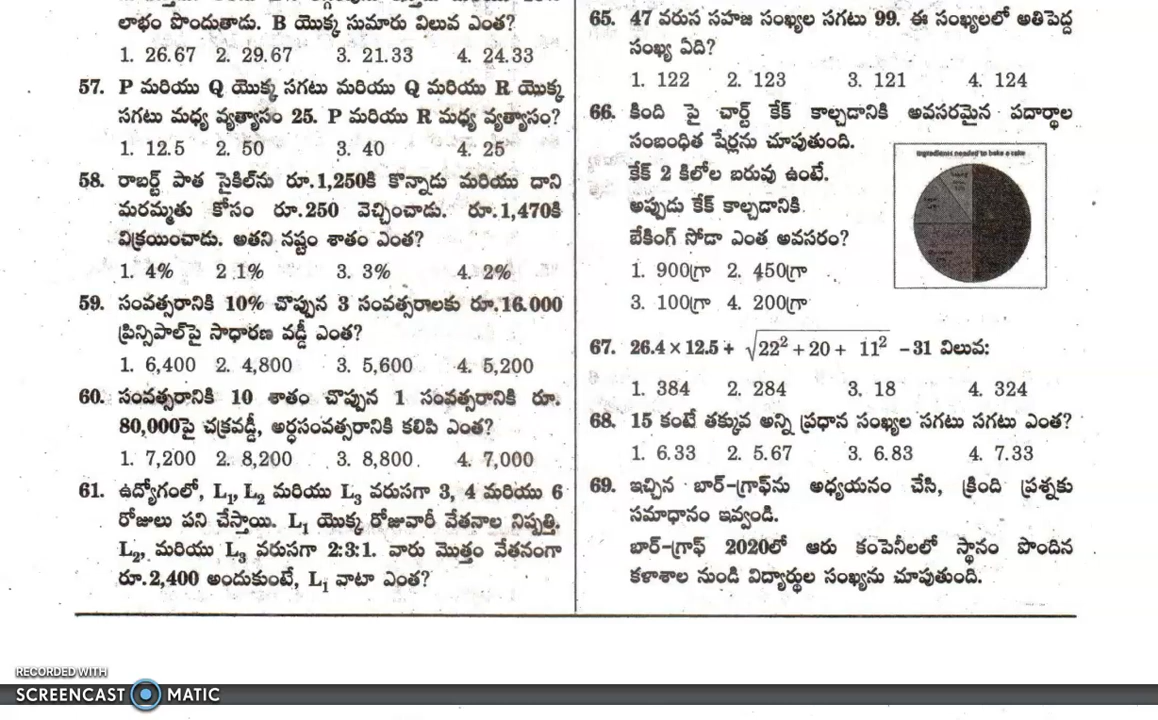 లాభం పొందుతాడు. B యొక్క సుమారు విలువ ఎంత?
1. 26.67 2. 29.67 3. 21.33 4. 24.33
57. P మరియు Q యొక్క సగటు మరియు Q మరియు R యొక్క
సగటు మధ్య వ్యత్యాసం 25. P మరియు R మధ్య వ్యత్యాసం?
1. 12.5 2. 50 3. 40 4. 25
58. రాబర్ట్ పాత సైకిల్‌ను రూ.1,250కి కొన్నాడు మరియు దాని
మరమ్మతు కోసం రూ.250 వెచ్చించాడు. రూ.1,470కి
విక్రయించాడు. అతని నష్టం శాతం ఎంత?
1. 4% 2 1% 3. 3% 4. 2%
59. సంవత్సరానికి 10% చొప్పున 3 సంవత్సరాలకు రూ.16.000
ప్రిన్సిపాల్‌పై సాధారణ వడ్డీ ఎంత?
1. 6,400 2. 4,800 3. 5,600 4. 5,200
60. సంవత్సరానికి 10 శాతం చొప్పున 1 సంవత్సరానికి రూ.
80,000పై చక్రవడ్డీ, అర్ధసంవత్సరానికి కలిపి ఎంత?
1. 7,200 2. 8,200 3. 8,800 4. 7,000
61. ఉద్యోగంలో, L₁, L₂ మరియు L₃ వరుసగా 3, 4 మరియు 6
రోజులు పని చేస్తాయి. L₁ యొక్క రోజువారీ వేతనాల నిష్పత్తి.
L₂, మరియు L₃ వరుసగా 2:3:1. వారు మొత్తం వేతనంగా
రూ.2,400 అందుకుంటే, L₁ వాటా ఎంత?
65. 47 వరుస సహజ సంఖ్యల సగటు 99. ఈ సంఖ్యలలో అతిపెద్ద
సంఖ్య ఏది?
1. 122 2. 123 3. 121 4. 124
66. కింది పై చార్ట్ కేక్ కాల్చడానికి అవసరమైన పదార్థాల
సంబంధిత షేర్లను చూపుతుంది.
Ingredients needed to bake a cake
కేక్ 2 కిలోల బరువు ఉంటే.
అప్పుడు కేక్ కాల్చడానికి
బేకింగ్ సోడా ఎంత అవసరం?
1. 900గ్రా 2. 450గ్రా
3. 100గ్రా 4. 200గ్రా
67. 26.4 × 12.5 + √22² + 20 + 11² - 31 విలువ:
1. 384 2. 284 3. 18 4. 324
68. 15 కంటే తక్కువ అన్ని ప్రధాన సంఖ్యల సగటు సగటు ఎంత?
1. 6.33 2. 5.67 3. 6.83 4. 7.33
69. ఇచ్చిన బార్-గ్రాఫ్‌ను అధ్యయనం చేసి, క్రింది ప్రశ్నకు
సమాధానం ఇవ్వండి.
బార్-గ్రాఫ్ 2020లో ఆరు కంపెనీలలో స్థానం పొందిన
కళాశాల నుండి విద్యార్థుల సంఖ్యను చూపుతుంది.
RECORDED WITH
SCREENCAST MATIC